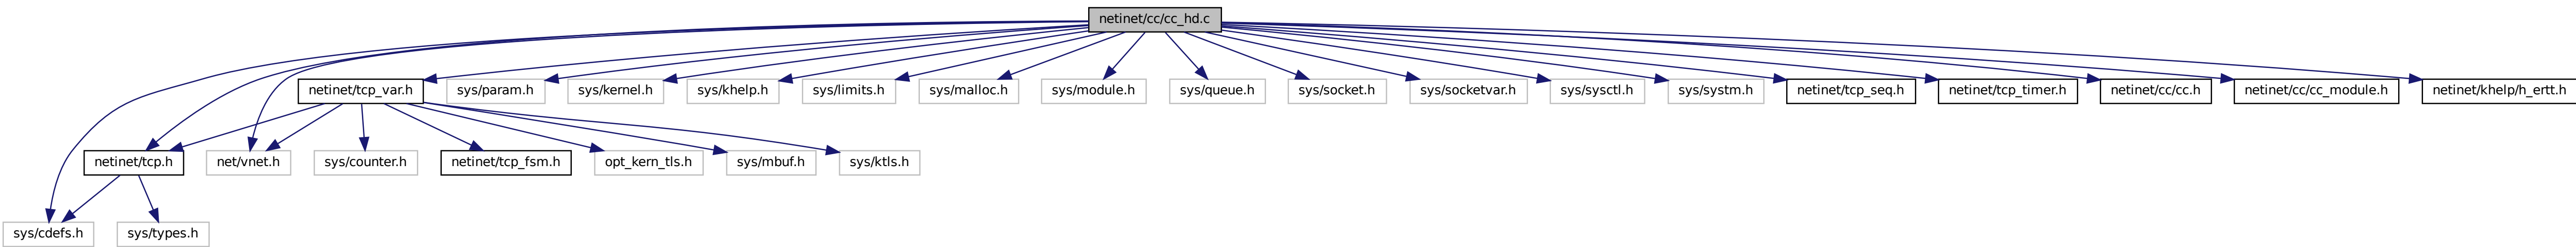 netinet/cc/cc_hd.c
netinet/tcp_var.h
sys/param.h
sys/kernel.h
sys/khelp.h
sys/limits.h
sys/malloc.h
sys/module.h
sys/queue.h
sys/socket.h
sys/socketvar.h
sys/sysctl.h
sys/systm.h
netinet/tcp_seq.h
netinet/tcp_timer.h
netinet/cc/cc.h
netinet/cc/cc_module.h
netinet/khelp/h_ertt.h
netinet/tcp.h
net/vnet.h
sys/counter.h
netinet/tcp_fsm.h
opt_kern_tls.h
sys/mbuf.h
sys/ktls.h
sys/cdefs.h
sys/types.h